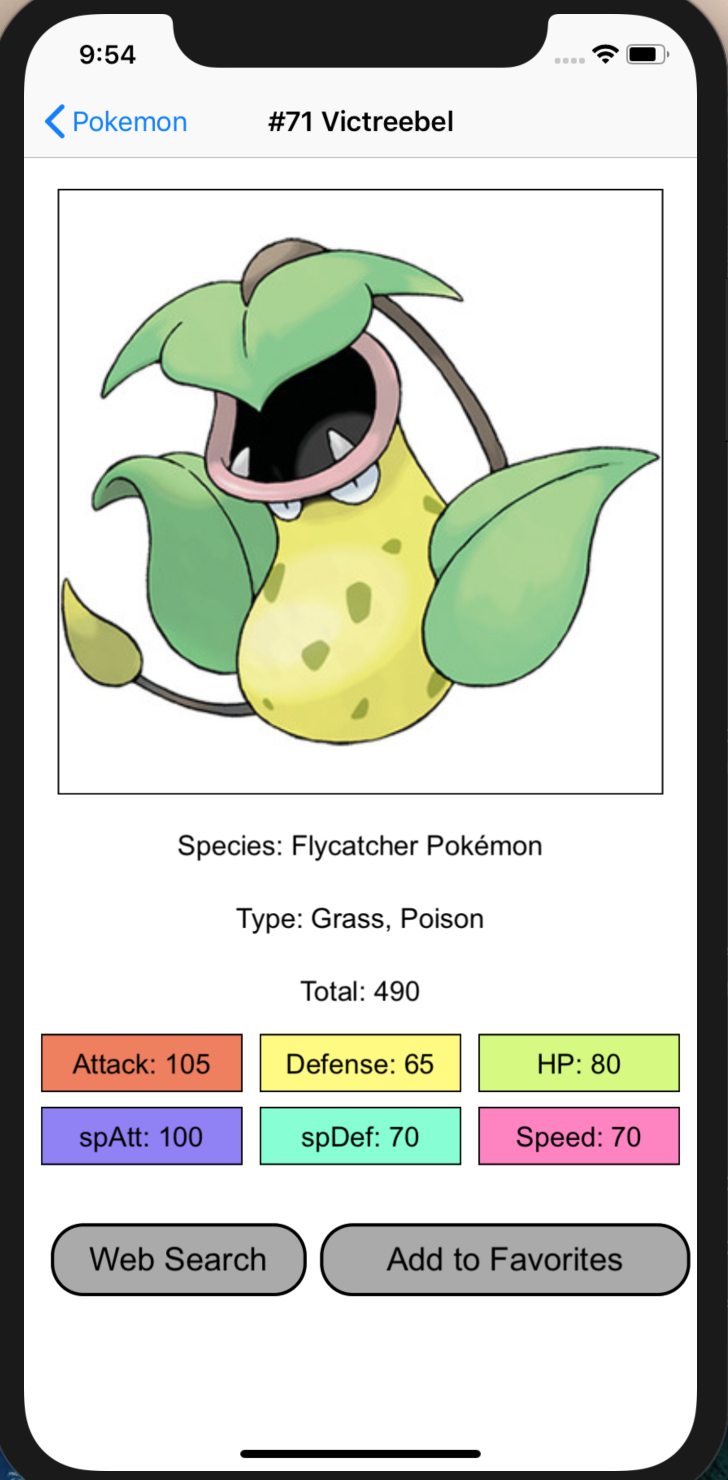 9:54
Pokemon
#71 Victreebel
Species: Flycatcher Pokémon
Type: Grass, Poison
Total: 490
Attack: 105
Defense: 65
HP: 80
spAtt: 100
spDef: 70
Speed: 70
Web Search
Add to Favorites